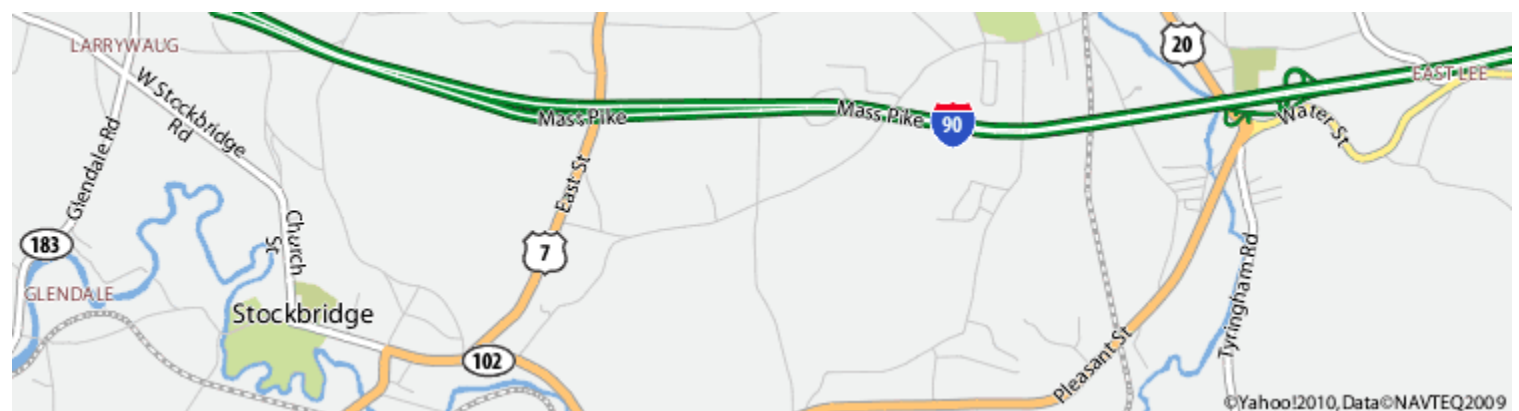 LARRYWAUG
W Stockbridge
Rd
Glendale Rd
183
GLENDALE
Church
St
Stockbridge
Mass Pike
East St
7
102
Mass Pike
90
20
EAST LEE
Water St
Tyringham Rd
Pleasant St
©Yahoo!2010, Data©NAVTEQ2009